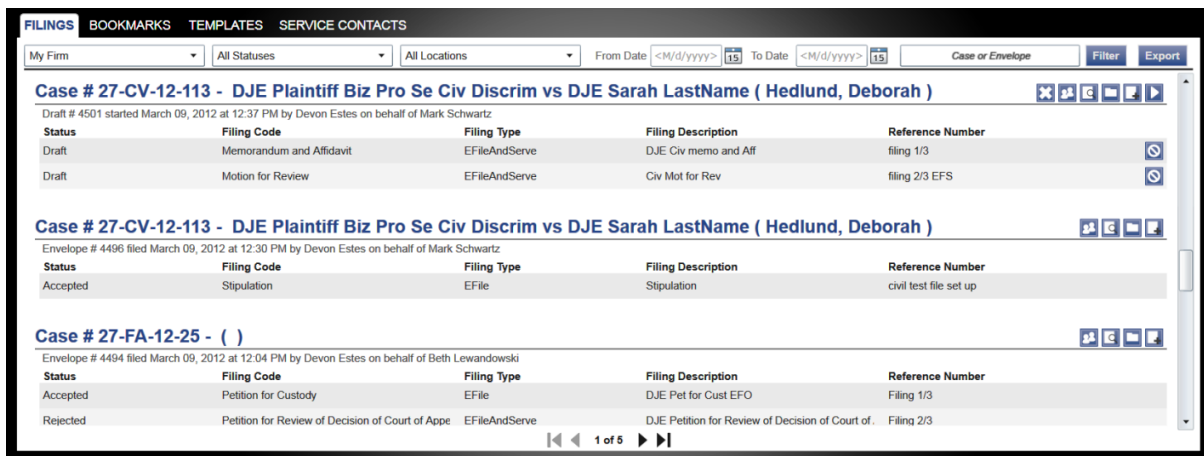 FILINGS BOOKMARKS TEMPLATES SERVICE CONTACTS
My Firm All Statuses All Locations From Date <M/d/yyyy> 15 To Date <M/d/yyyy> 15 Case or Envelope Filter Export
Case # 27-CV-12-113 - DJE Plaintiff Biz Pro Se Civ Discrim vs DJE Sarah LastName ( Hedlund, Deborah )
Draft # 4501 started March 09, 2012 at 12:37 PM by Devon Estes on behalf of Mark Schwartz
Status Filing Code Filing Type Filing Description Reference Number
Draft Memorandum and Affidavit EFileAndServe DJE Civ memo and Aff filing 1/3
Draft Motion for Review EFileAndServe Civ Mot for Rev filing 2/3 EFS
Case # 27-CV-12-113 - DJE Plaintiff Biz Pro Se Civ Discrim vs DJE Sarah LastName ( Hedlund, Deborah )
Envelope # 4496 filed March 09, 2012 at 12:30 PM by Devon Estes on behalf of Mark Schwartz
Status Filing Code Filing Type Filing Description Reference Number
Accepted Stipulation EFile Stipulation civil test file set up
Case # 27-FA-12-25 - ( )
Envelope # 4494 filed March 09, 2012 at 12:04 PM by Devon Estes on behalf of Beth Lewandowski
Status Filing Code Filing Type Filing Description Reference Number
Accepted Petition for Custody EFile DJE Pet for Cust EFO Filing 1/3
Rejected Petition for Review of Decision of Court of Appe EFileAndServe DJE Petition for Review of Decision of Court of . Filing 2/3
1 of 5